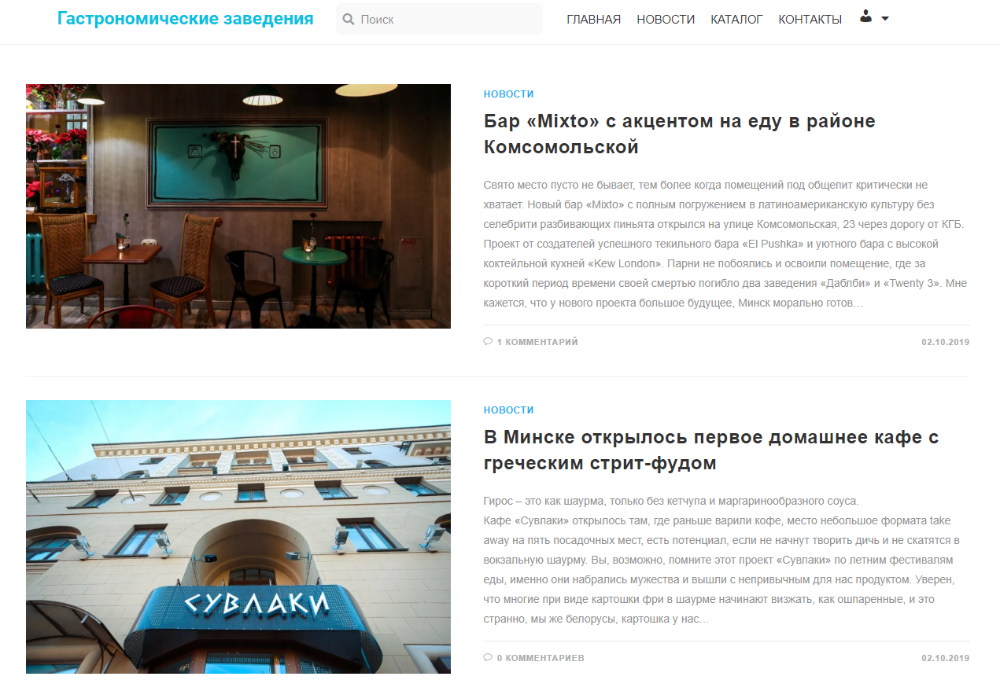 Гастрономические заведения
Поиск
ГЛАВНАЯ НОВОСТИ КАТАЛОГ КОНТАКТЫ
НОВОСТИ
Бар «Mixto» с акцентом на еду в районе
Комсомольской
Свято место пусто не бывает, тем более когда помещений под общепит критически не
хватает. Новый бар «Mixto» с полным погружением в латиноамериканскую культуру без
селебрити разбивающих пиньята открылся на улице Комсомольская, 23 через дорогу от КГБ.
Проект от создателей успешного текильного бара «El Pushka» и уютного бара с высокой
коктейльной кухней «Kew London». Парни не побоялись и освоили помещение, где за
короткий период времени своей смертью погибло два заведения «Даблби» и «Twenty 3». Мне
кажется, что у нового проекта большое будущее, Минск морально готов…
1 КОММЕНТАРИЙ
02.10.2019
НОВОСТИ
В Минске открылось первое домашнее кафе с
греческим стрит-фудом
Гирос – это как шаурма, только без кетчупа и маргаринообразного соуса.
Кафе «Сувлаки» открылось там, где раньше варили кофе, место небольшое формата take
away на пять посадочных мест, есть потенциал, если не начнут творить дичь и не скатятся в
вокзальную шаурму. Вы, возможно, помните этот проект «Сувлаки» по летним фестивалям
еды, именно они набрались мужества и вышли с непривычным для нас продуктом. Уверен,
что многие при виде картошки фри в шаурме начинают визжать, как ошпаренные, и это
странно, мы же белорусы, картошка у нас…
СУВЛАКИ
0 КОММЕНТАРИЕВ
02.10.2019